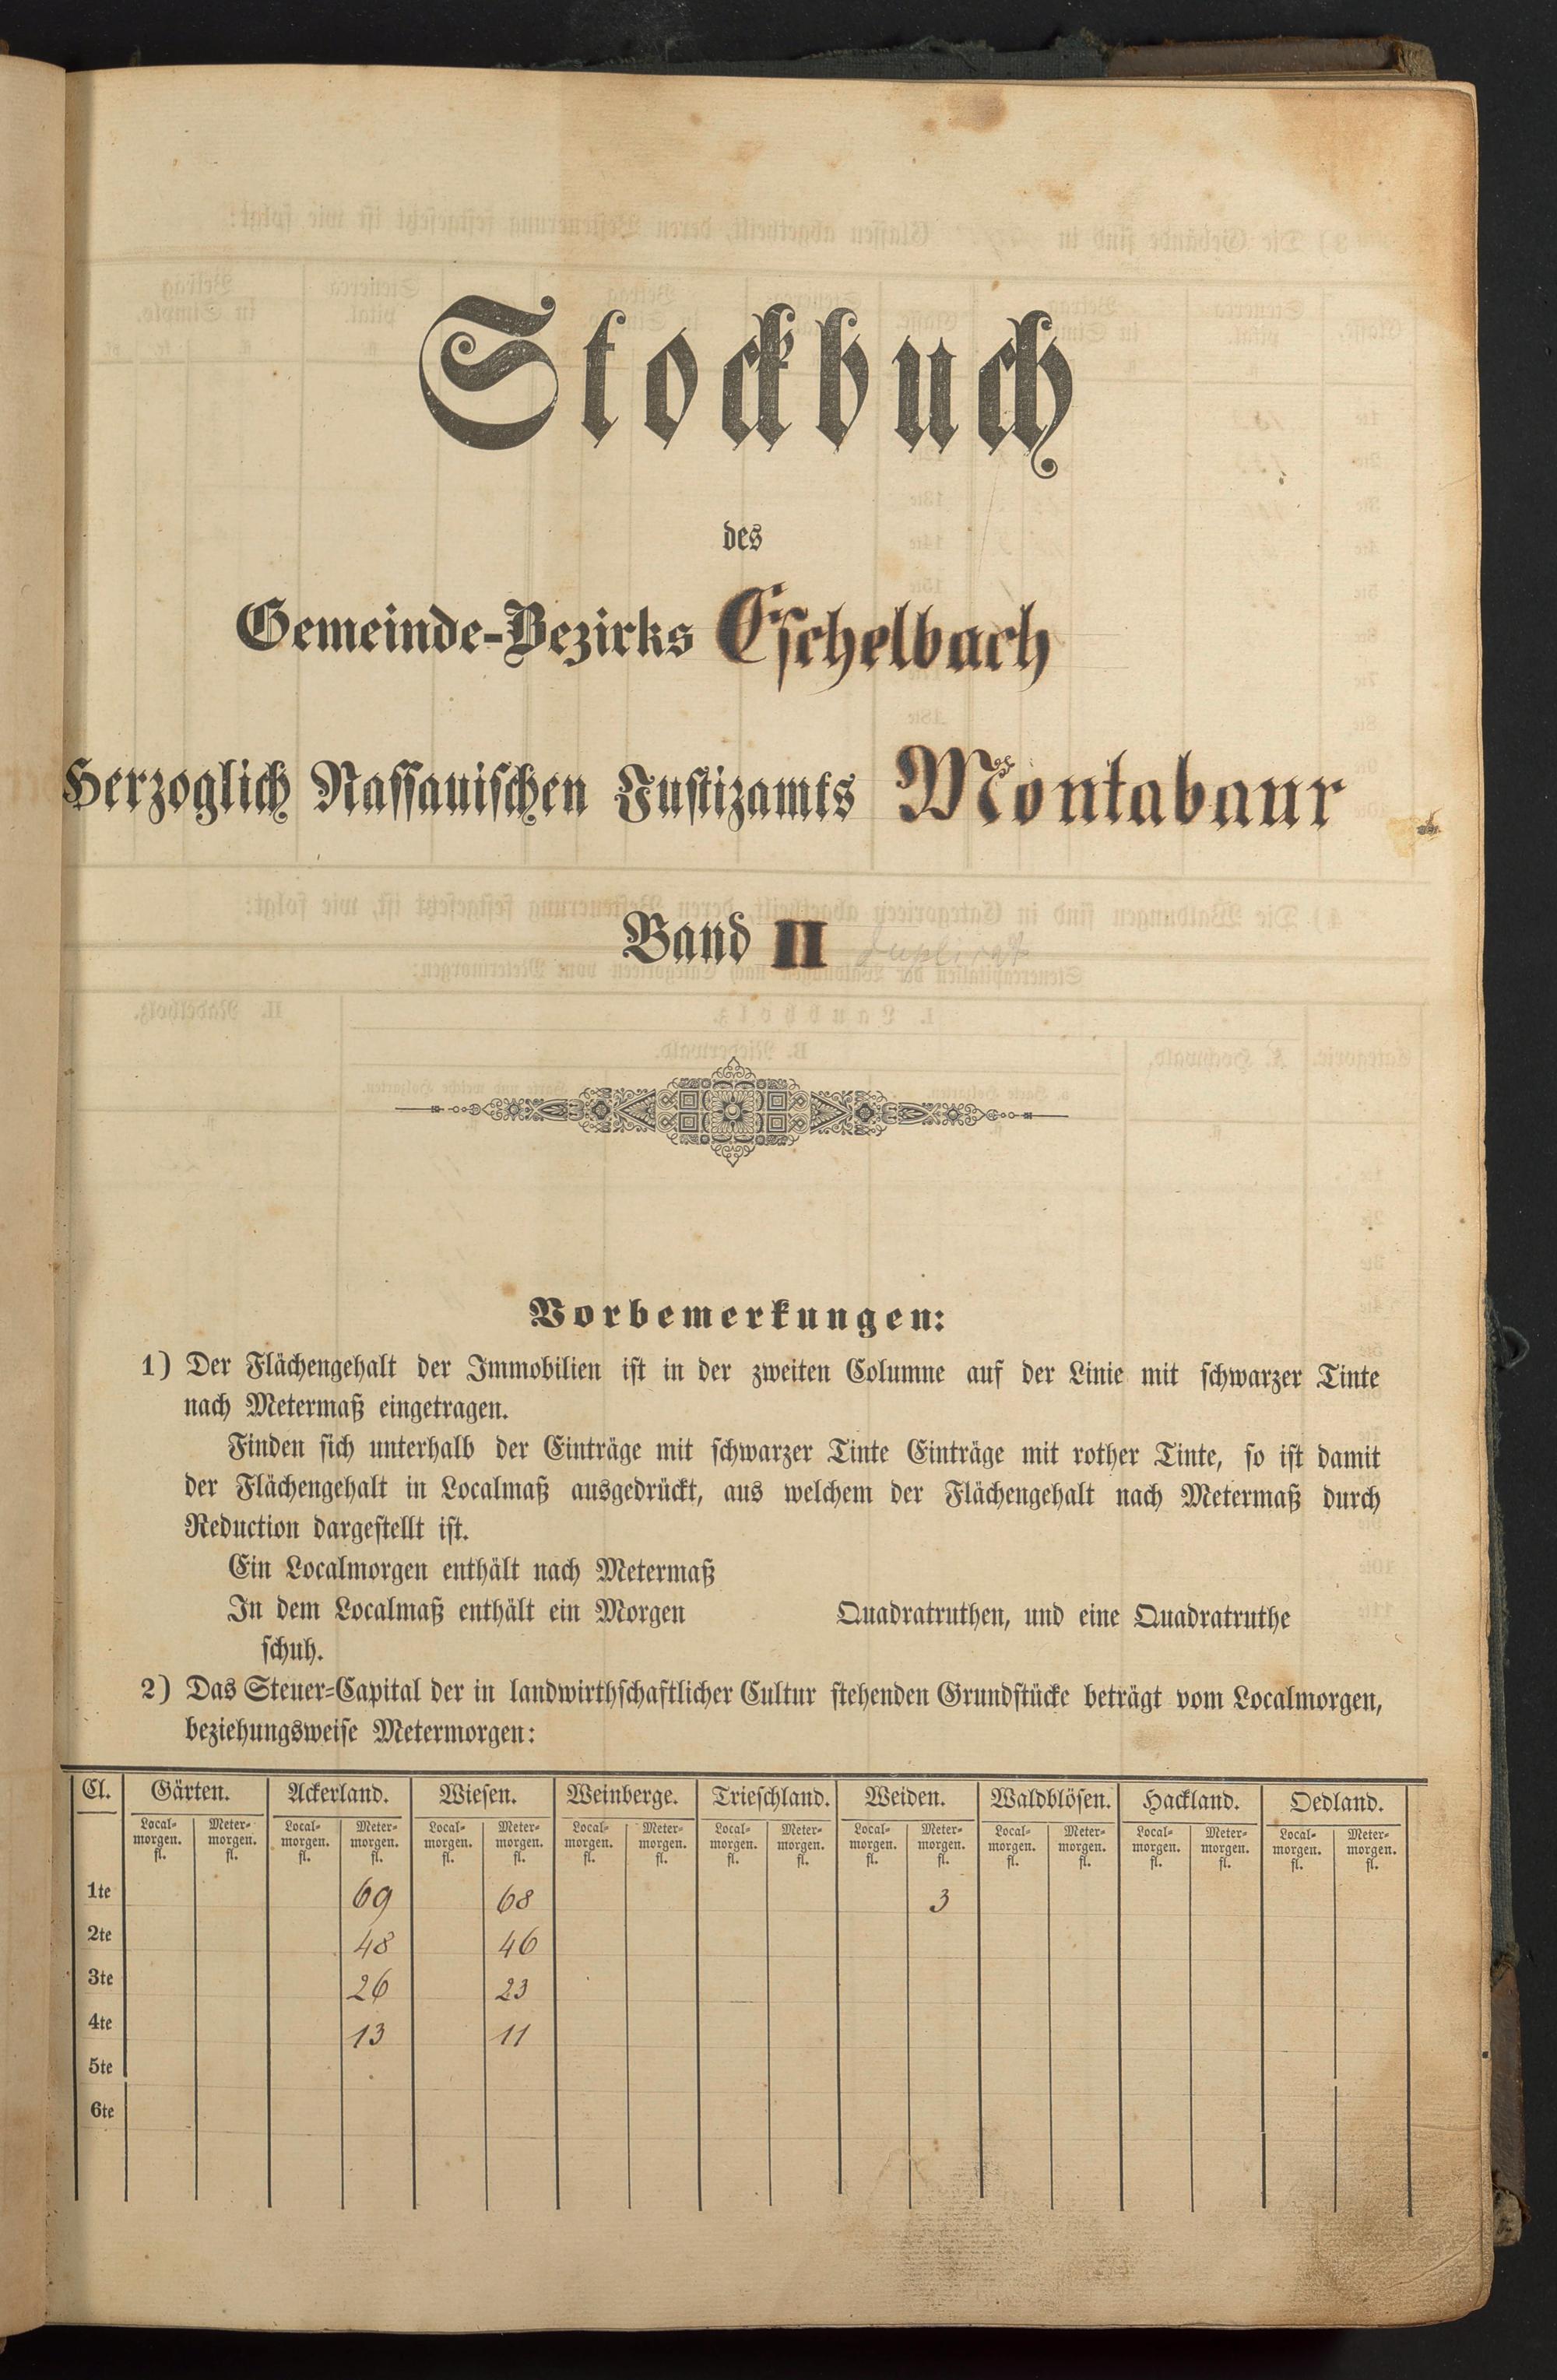 Stockbuch
des
Gemeinde-Bezirks Eschelbach
Herzoglich Nassauischen Justizamts Montabaur
Band II duplicat
Vorbemerkungen:
1) Der Flächengehalt der Immobilien ist in der zweiten Columne auf der Linie mit schwarzer Tinte
nach Metermaß eingetragen.
Finden sich unterhalb der Einträge mit schwarzer Tinte Einträge mit rother Tinte, so ist damit
der Flächengehalt in Localmaß ausgedrückt, aus welchem der Flächengehalt nach Metermaß durch
Reduction dargestellt ist.
Ein Localmorgen enthält nach Metermaß
In dem Localmaß enthält ein Morgen Quadratruthen, und eine Quadratruthe
schuh.
2) Das Steuer-Capital der in landwirthschaftlicher Cultur stehenden Grundstücke beträgt vom Localmorgen,
beziehungsweise Metermorgen:
Cl. Gärten. Ackerland. Wiesen. Weinberge. Trieschland. Weiden. Waldblösen. Hackland. Oedland.
Local- Meter- Local- Meter- Local- Meter- Local- Meter- Local- Meter- Local- Meter- Local- Meter- Local- Meter- Local- Meter-
morgen. morgen. morgen. morgen. morgen. morgen. morgen. morgen. morgen. morgen. morgen. morgen. morgen. morgen. morgen. morgen. morgen. morgen.
fl. fl. fl. fl. fl. fl. fl. fl. fl. fl. fl. fl. fl. fl. fl. fl. fl. fl.
1te 69 68 3
2te 48 46
3te 26 23
4te 13 11
5te
6te